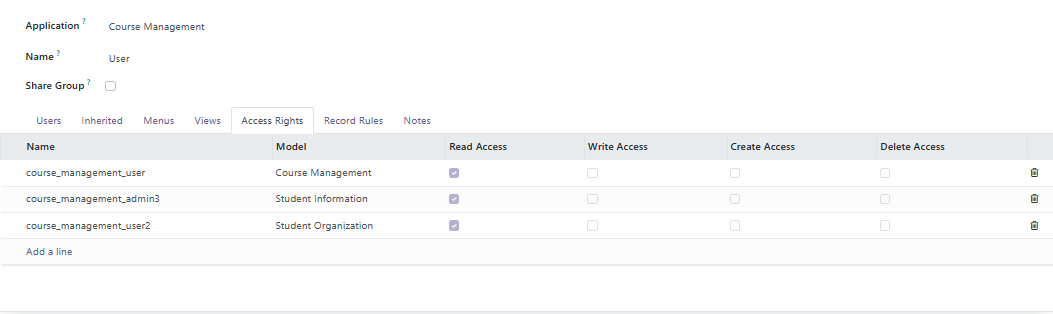 Application ? Course Management
Name ? User
Share Group ?
Users Inherited Menus Views Access Rights Record Rules Notes
Name Model Read Access Write Access Create Access Delete Access
course_management_user Course Management
course_management_admin3 Student Information
course_management_user2 Student Organization
Add a line